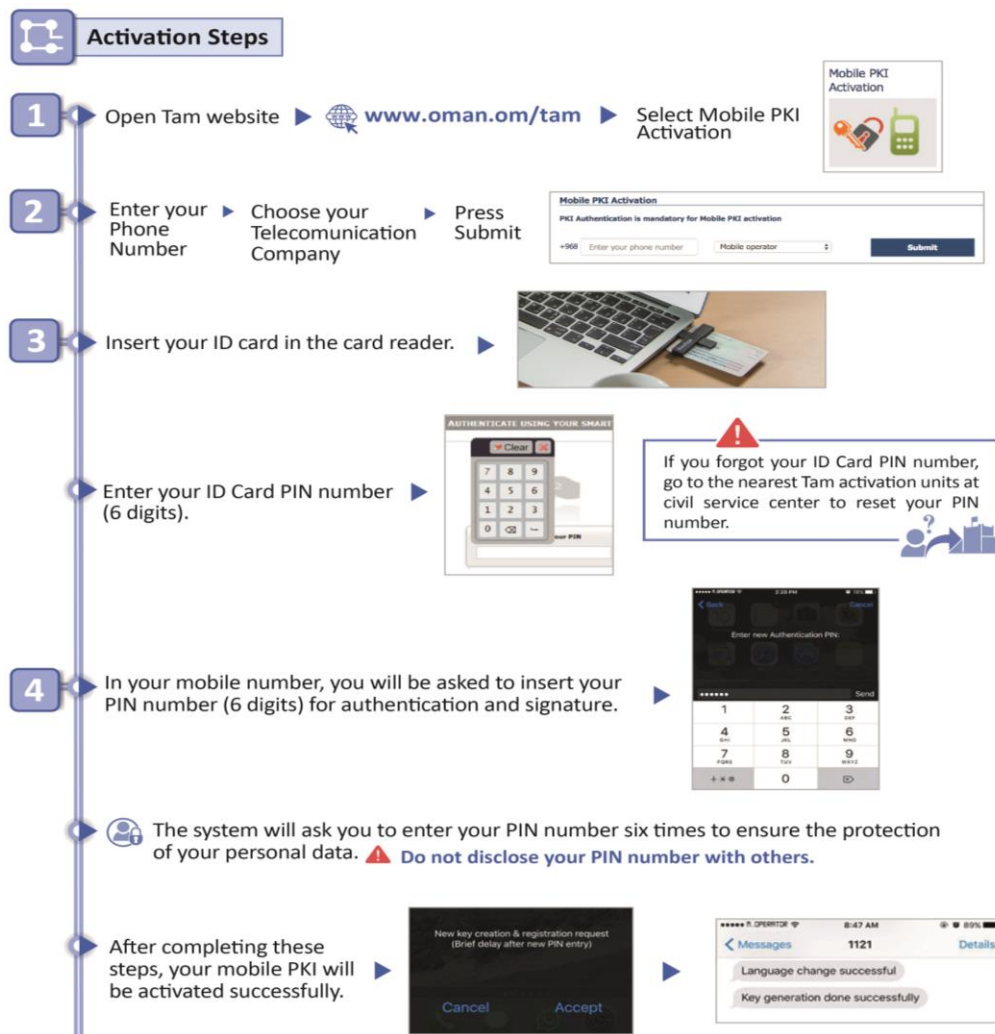 Activation Steps
1
Open Tam website
www.oman.om/tam
Select Mobile PKI
Activation
Mobile PKI
Activation
2
Enter your
Phone
Number
Choose your
Telecomunication
Company
Press
Submit
Mobile PKI Activation
PKI Authentication is mandatory for Mobile PKI activation
+968 Enter your phone number Mobile operator Submit
3
Insert your ID card in the card reader.
Enter your ID Card PIN number
(6 digits).
AUTHENTICATE USING YOUR SMART
Clear
7 8 9
4 5 6
1 2 3
0
our PIN
If you forgot your ID Card PIN number,
go to the nearest Tam activation units at
civil service center to reset your PIN
number.
4
In your mobile number, you will be asked to insert your
PIN number (6 digits) for authentication and signature.
2:23 PM
Back Cancel
Enter new Authentication PIN:
Send
1 2 3
ABC DEF
4 5 6
GHI JKL MNO
7 8 9
PQRS TUV WXYZ
0
The system will ask you to enter your PIN number six times to ensure the protection
of your personal data. Do not disclose your PIN number with others.
After completing these
steps, your mobile PKI will
be activated successfully.
New key creation & registration request
(Brief delay after new PIN entry)
Cancel Accept
8:47 AM 89%
Messages 1121 Details
Language change successful
Key generation done successfully